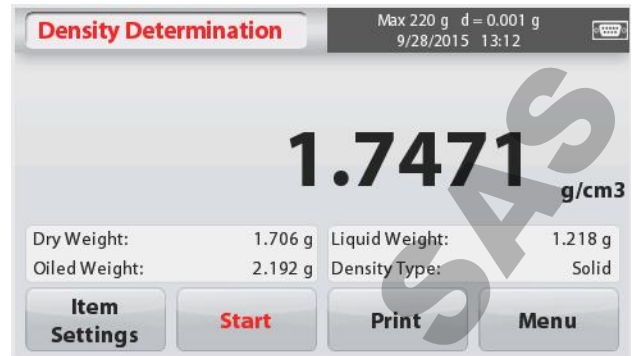 Density Determination
Max 220 g d = 0.001 g
9/28/2015 13:12
1.7471 g/cm3
Dry Weight: 1.706 g Liquid Weight: 1.218 g
Oiled Weight: 2.192 g Density Type: Solid
Item Settings
Start
Print
Menu
SAS